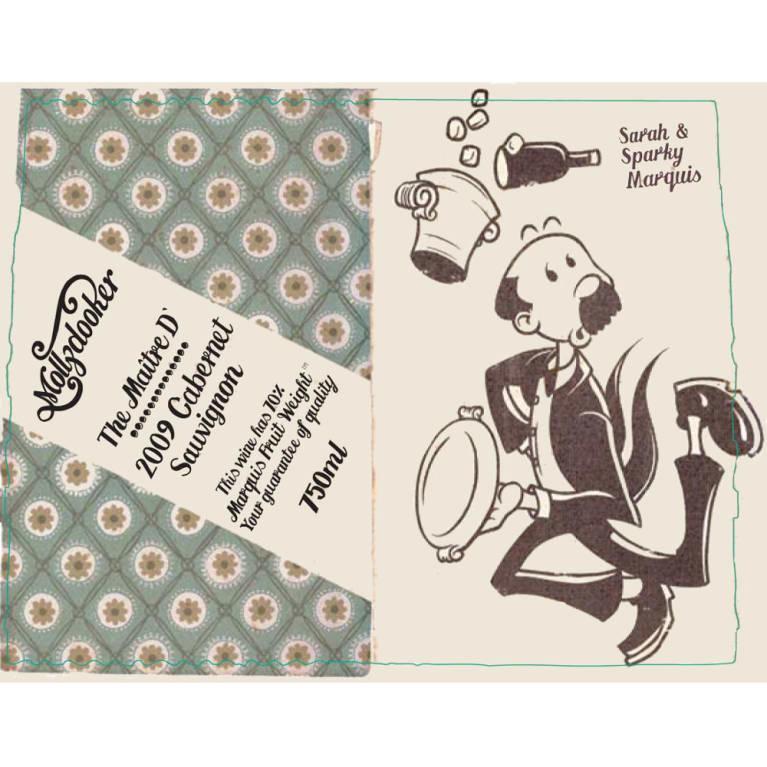 Mollydooker
The Maître D'
2009 Cabernet
Sauvignon
This wine has 70%
Marquis Fruit Weight™
Your guarantee of quality
750ml
Sarah &
Sparky
Marquis